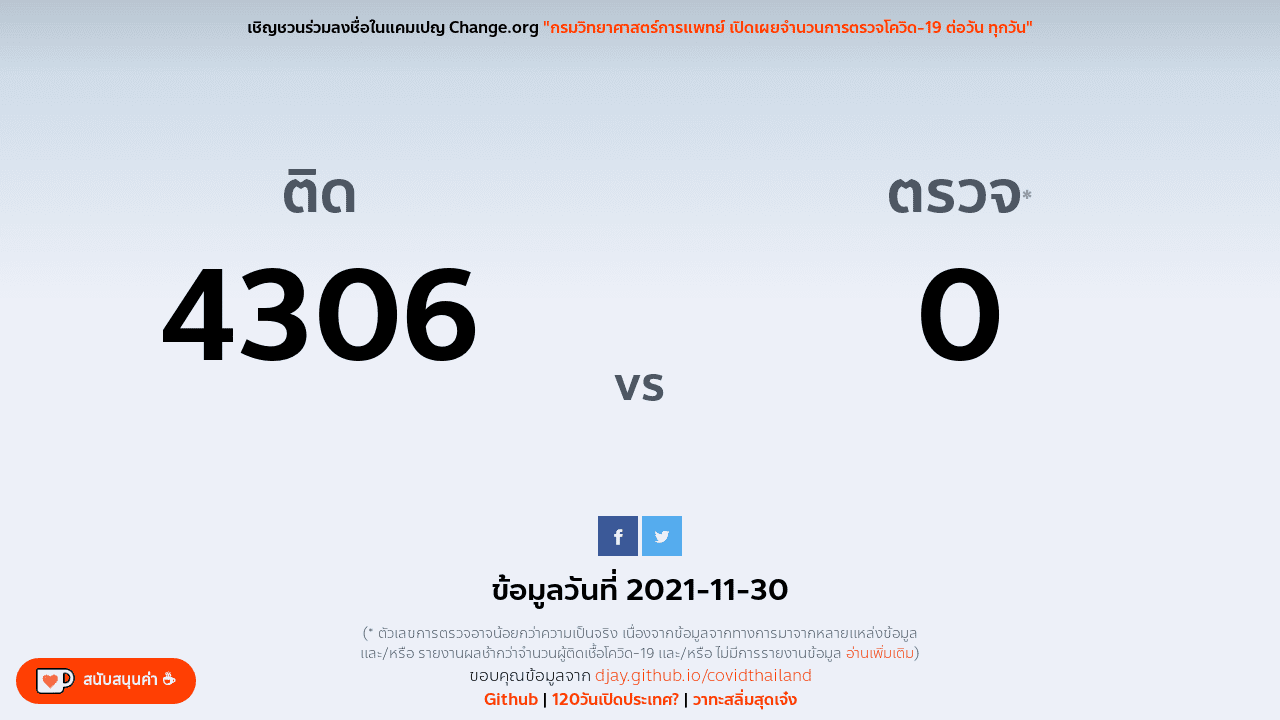 เชิญชวนร่วมลงชื่อในแคมเปญ Change.org "กรมวิทยาศาสตร์การแพทย์ เปิดเผยจำนวนการตรวจโควิด-19 ต่อวัน ทุกวัน"
ติด
4306
vs
ตรวจ*
0
ข้อมูลวันที่ 2021-11-30
(* ตัวเลขการตรวจอาจน้อยกว่าความเป็นจริง เนื่องจากข้อมูลจากทางการมาจากหลายแหล่งข้อมูล
และ/หรือ รายงานผลช้ากว่าจำนวนผู้ติดเชื้อโควิด-19 และ/หรือ ไม่มีการรายงานข้อมูล อ่านเพิ่มเติม)
ขอบคุณข้อมูลจาก djay.github.io/covidthailand
Github | 120วันเปิดประเทศ? | วาทะสลิ่มสุดเจ๋ง
สนับสนุนค่า ☕